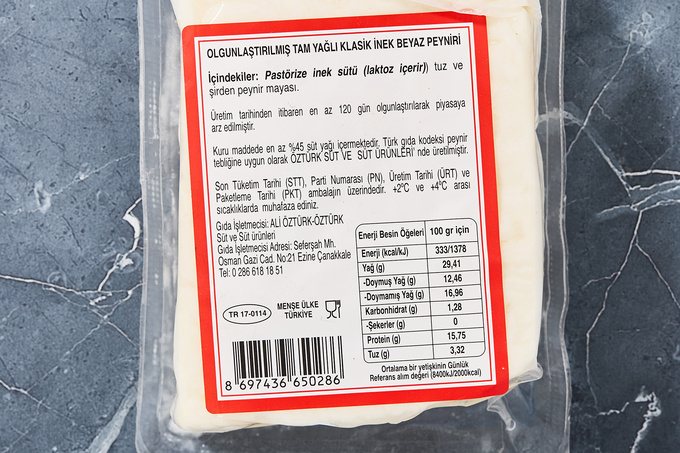 OLGUNLAŞTIRILMIŞ TAM YAĞLI KLASİK İNEK BEYAZ PEYNİRİ
İçindekiler: Pastörize inek sütü (laktoz içerir)) tuz ve
şirden peynir mayası.
Üretim tarihinden itibaren en az 120 gün olgunlaştırılarak piyasaya
arz edilmiştir.
Kuru maddede en az %45 süt yağı içermektedir. Türk gıda kodeksi peynir
tebliğine uygun olarak ÖZTÜRK SÜT VE SÜT ÜRÜNLERİ' nde üretilmiştir.
Son Tüketim Tarihi (STT), Parti Numarası (PN), Üretim Tarihi (ÜRT) ve
Paketleme Tarihi (PKT) ambalajın üzerindedir. +2°C ve +4°C arası
sıcaklıklarda muhafaza ediniz.
Gıda İşletmecisi: ALİ ÖZTÜRK-ÖZTÜRK
Süt ve Süt ürünleri
Gıda İşletmecisi Adresi: Seferşah Mh.
Osman Gazi Cad. No:21 Ezine Çanakkale
Tel: 0 286 618 18 51
TR 17-0114
MENŞE ÜLKE
TÜRKİYE
8 697436 650286
Enerji Besin Öğeleri 100 gr için
Enerji (kcal/kJ) 333/1378
Yağ (g) 29,41
-Doymuş Yağ (g) 12,46
-Doymamış Yağ (g) 16,96
Karbonhidrat (g) 1,28
-Şekerler (g) 0
Protein (g) 15,75
Tuz (g) 3,32
Ortalama bir yetişkinin Günlük
Referans alım değeri (8400kJ/2000kcal)